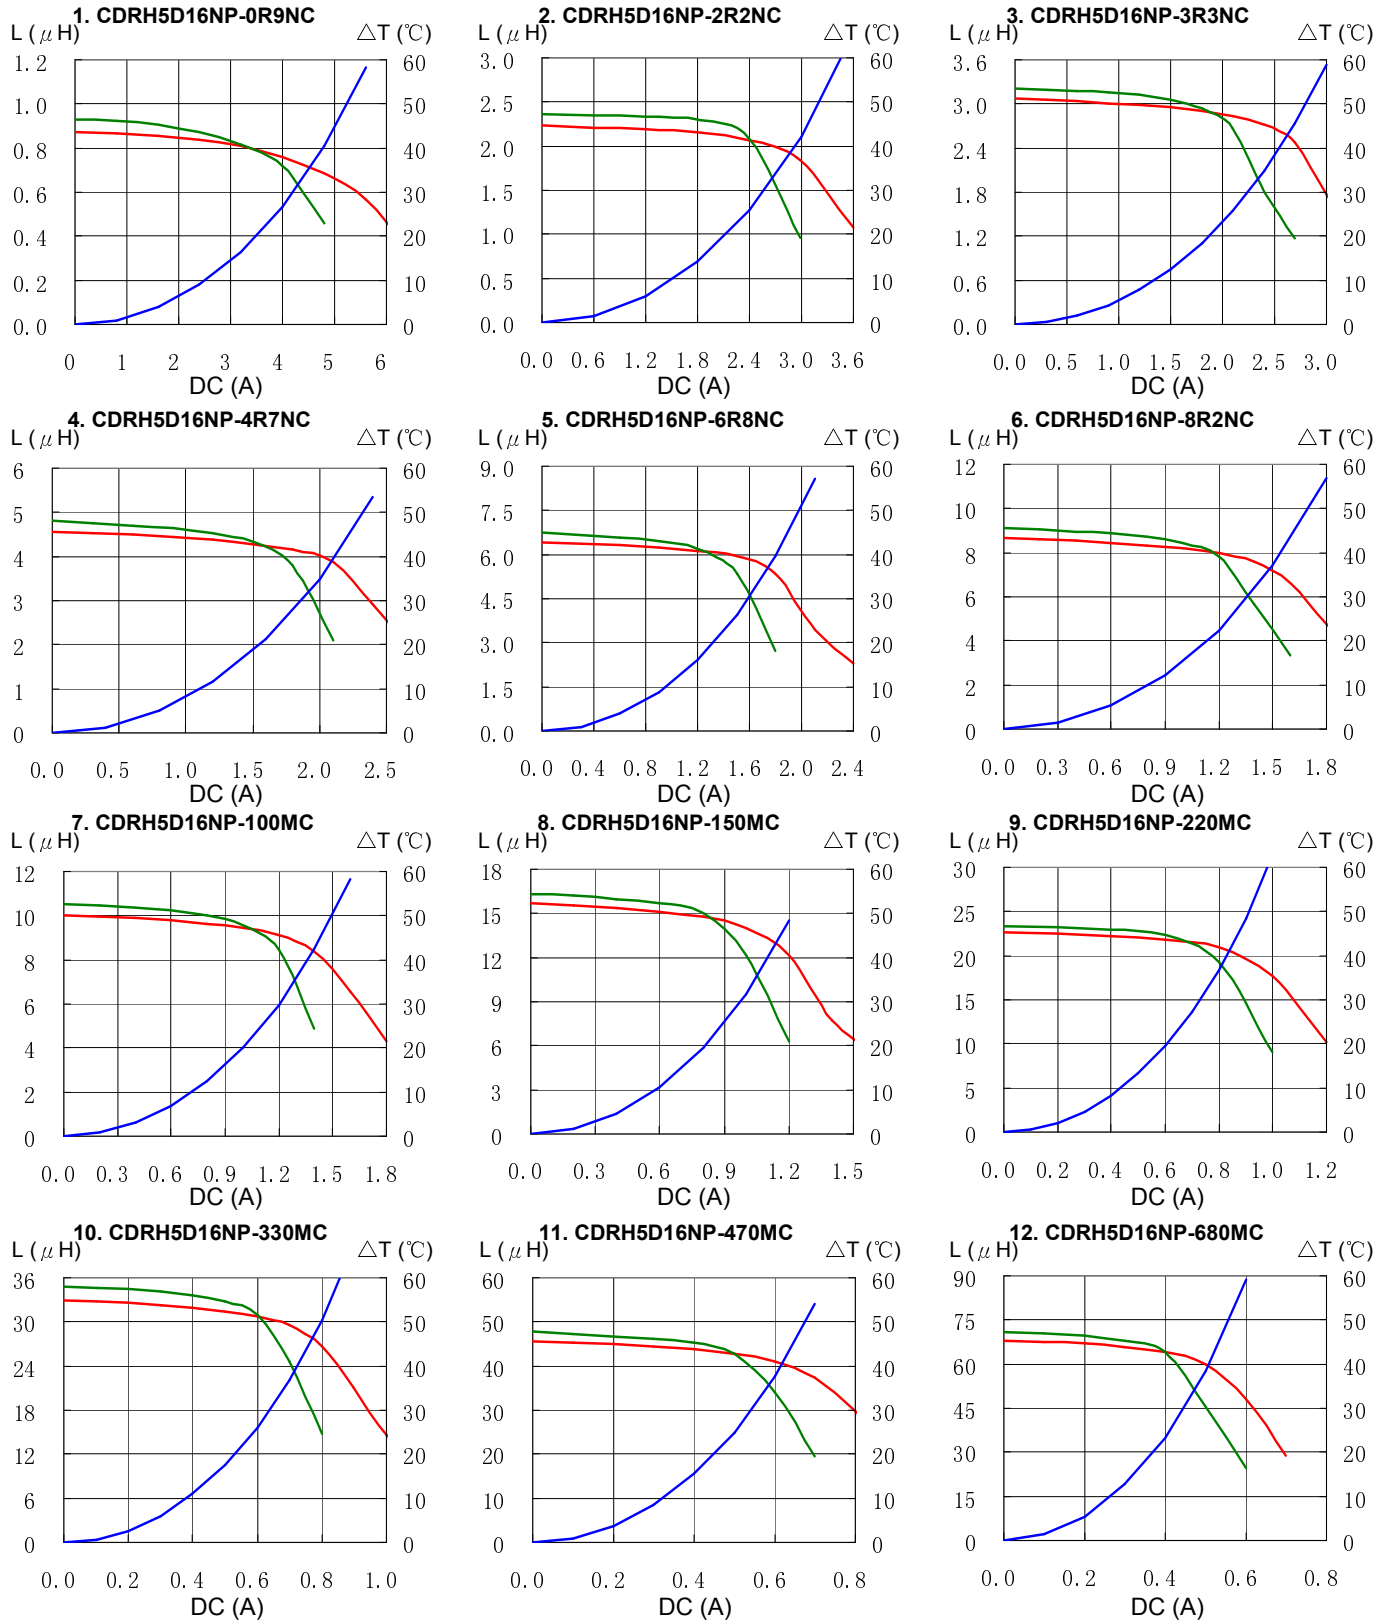 1. CDRH5D16NP-0R9NC
L (μH) △T (℃)
1.2 60
1.0 50
0.8 40
0.6 30
0.4 20
0.2 10
0.0 0
0 1 2 3 4 5 6
DC (A)
2. CDRH5D16NP-2R2NC
L (μH) △T (℃)
3.0 60
2.5 50
2.0 40
1.5 30
1.0 20
0.5 10
0.0 0
0.0 0.6 1.2 1.8 2.4 3.0 3.6
DC (A)
3. CDRH5D16NP-3R3NC
L (μH) △T (℃)
3.6 60
3.0 50
2.4 40
1.8 30
1.2 20
0.6 10
0.0 0
0.0 0.5 1.0 1.5 2.0 2.5 3.0
DC (A)
4. CDRH5D16NP-4R7NC
L (μH) △T (℃)
6 60
5 50
4 40
3 30
2 20
1 10
0 0
0.0 0.5 1.0 1.5 2.0 2.5
DC (A)
5. CDRH5D16NP-6R8NC
L (μH) △T (℃)
9.0 60
7.5 50
6.0 40
4.5 30
3.0 20
1.5 10
0.0 0
0.0 0.4 0.8 1.2 1.6 2.0 2.4
DC (A)
6. CDRH5D16NP-8R2NC
L (μH) △T (℃)
12 60
10 50
8 40
6 30
4 20
2 10
0 0
0.0 0.3 0.6 0.9 1.2 1.5 1.8
DC (A)
7. CDRH5D16NP-100MC
L (μH) △T (℃)
12 60
10 50
8 40
6 30
4 20
2 10
0 0
0.0 0.3 0.6 0.9 1.2 1.5 1.8
DC (A)
8. CDRH5D16NP-150MC
L (μH) △T (℃)
18 60
15 50
12 40
9 30
6 20
3 10
0 0
0.0 0.3 0.6 0.9 1.2 1.5
DC (A)
9. CDRH5D16NP-220MC
L (μH) △T (℃)
30 60
25 50
20 40
15 30
10 20
5 10
0 0
0.0 0.2 0.4 0.6 0.8 1.0 1.2
DC (A)
10. CDRH5D16NP-330MC
L (μH) △T (℃)
36 60
30 50
24 40
18 30
12 20
6 10
0 0
0.0 0.2 0.4 0.6 0.8 1.0
DC (A)
11. CDRH5D16NP-470MC
L (μH) △T (℃)
60 60
50 50
40 40
30 30
20 20
10 10
0 0
0.0 0.2 0.4 0.6 0.8
DC (A)
12. CDRH5D16NP-680MC
L (μH) △T (℃)
90 60
75 50
60 40
45 30
30 20
15 10
0 0
0.0 0.2 0.4 0.6 0.8
DC (A)